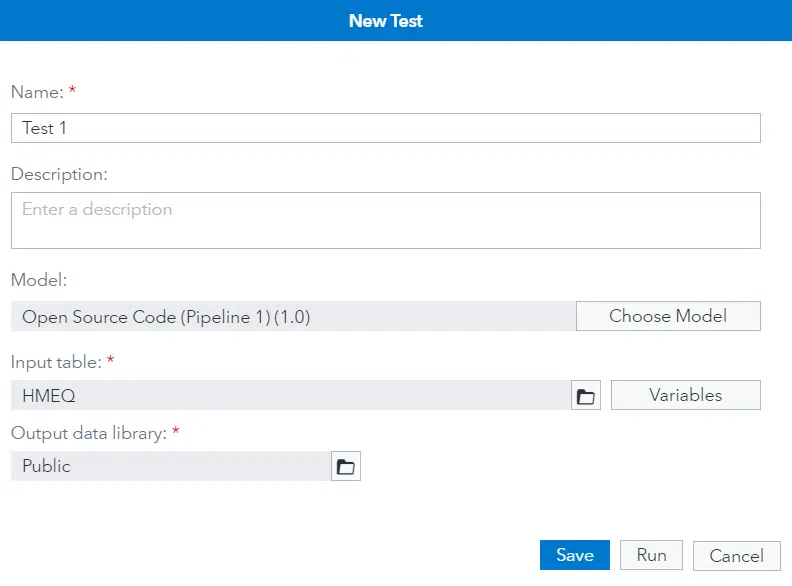 New Test
Name: *
Test 1
Description:
Enter a description
Model:
Open Source Code (Pipeline 1) (1.0)
Choose Model
Input table: *
HMEQ
Variables
Output data library: *
Public
Save
Run
Cancel